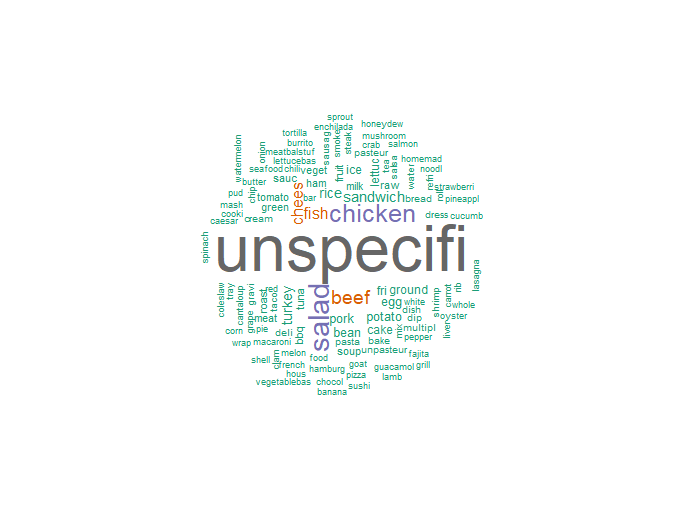 sprout
enchilada
honeydew
tortilla
burrito
sausag
smoke
steak
mushroom
crab
salmon
watermelon
onion
meatbalstuf
lettucebas
pasteur
homemad
noodl
seafood
chili
veget
fruit
ice
lettuc
tea
salsa
water
refri
butter
sauc
ham
milk
raw
strawberri
roll
pud
chip
tomato
chees
bar
rice
sandwich
bread
pineappl
mash
cooki
green
fish
chicken
dress
cucumb
caesar
cream
spinach
unspecifi
lasagna
coleslaw
tray
cantaloup
gravi
roast
re
taco
turkey
tuna
salad
beef
fri
ground
egg
white
shrimp
carrot
rib
whole
grape
meat
pork
potato
dish
dip
oyster
corn
pie
deli
bbq
bean
cake
mix
multipl
liver
wrap
macaroni
pasta
bake
pepper
shell
clam
melon
food
soup
unpasteur
fajita
french
hamburg
goat
guacamol
grill
hous
pizza
lamb
vegetablebas
chocol
sushi
banana